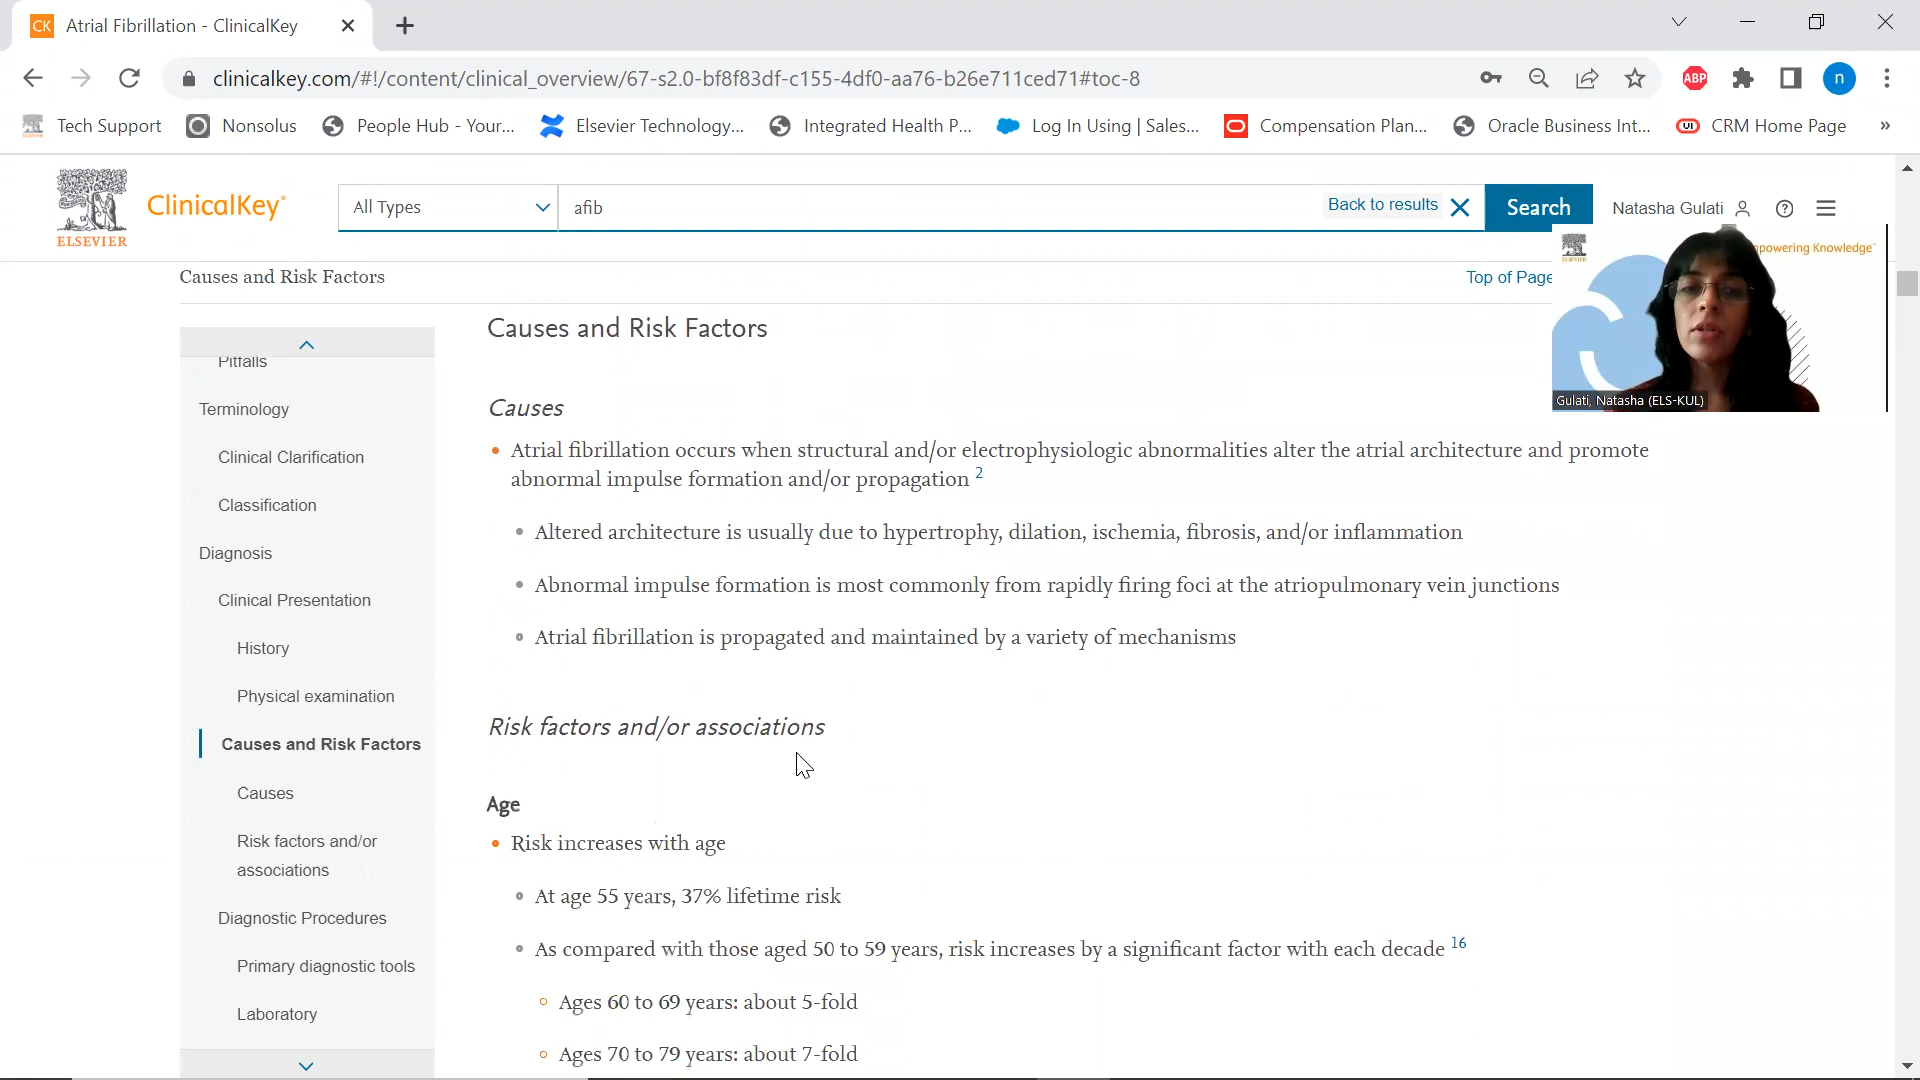 CK Atrial Fibrillation - ClinicalKey
clinicalkey.com/#!/content/clinical_overview/67-s2.0-bf8f83df-c155-4df0-aa76-b26e711ced71#toc-8
ABP
n
Tech Support
Nonsolus
People Hub - Your...
Elsevier Technology...
Integrated Health P...
Log In Using | Sales...
Compensation Plan...
Oracle Business Int...
UI CRM Home Page
»
ELSEVIER
ClinicalKey
All Types
afib
Back to results
Search
Natasha Gulati
Causes and Risk Factors
Top of Page
mpowering Knowledge
Gulati, Natasha (ELS-KUL)
Pitfalls
Terminology
Clinical Clarification
Classification
Diagnosis
Clinical Presentation
History
Physical examination
Causes and Risk Factors
Causes
Risk factors and/or
associations
Diagnostic Procedures
Primary diagnostic tools
Laboratory
Causes and Risk Factors
Causes
Atrial fibrillation occurs when structural and/or electrophysiologic abnormalities alter the atrial architecture and promote
abnormal impulse formation and/or propagation 2
Altered architecture is usually due to hypertrophy, dilation, ischemia, fibrosis, and/or inflammation
Abnormal impulse formation is most commonly from rapidly firing foci at the atriopulmonary vein junctions
Atrial fibrillation is propagated and maintained by a variety of mechanisms
Risk factors and/or associations
Age
Risk increases with age
At age 55 years, 37% lifetime risk
As compared with those aged 50 to 59 years, risk increases by a significant factor with each decade 16
Ages 60 to 69 years: about 5-fold
Ages 70 to 79 years: about 7-fold